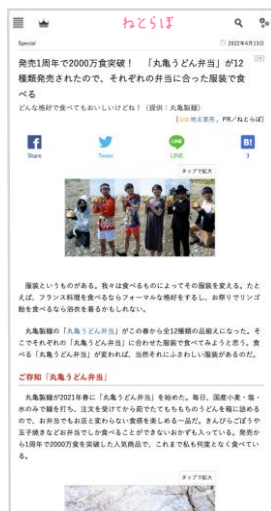 ねとらぼ
Special
2022年4月13日
発売1周年で2000万食突破！ 「丸亀うどん弁当」が12
種類発売されたので、それぞれの弁当に合った服装で食
べる
どんな格好で食べてもおいしいけどね！（提供：丸亀製麺）
[地主恵亮，PR／ねとらぼ]
Share
Tweet
LINE
B!
3
タップで拡大
服装というものがある。我々は食べるものによってその服装を変える。たと
えば、フランス料理を食べるならフォーマルな格好をするし、お祭りでリンゴ
飴を食べるなら浴衣を着るかもしれない。
丸亀製麺の「丸亀うどん弁当」がこの春から全12種類の品揃えになった。そ
こでそれぞれの「丸亀うどん弁当」に合わせた服装で食べてみようと思う。食
べる「丸亀うどん弁当」が変われば、当然それにふさわしい服装があるのだ。
ご存知「丸亀うどん弁当」
丸亀製麺が2021年春に「丸亀うどん弁当」を始めた。毎日、国産小麦・塩・
水のみで麺を打ち、注文を受けてから茹でたてもちもちのうどんを箱に詰める
ので、お弁当でもお店と変わらない食感を楽しめる一品だ。きんぴらごぼうや
玉子焼きなどお弁当でしか食べることができないおかずも入っている。発売か
ら1周年で2000万食を突破した人気商品で、これまで私も何度となく食べてい
る。
タップで拡大